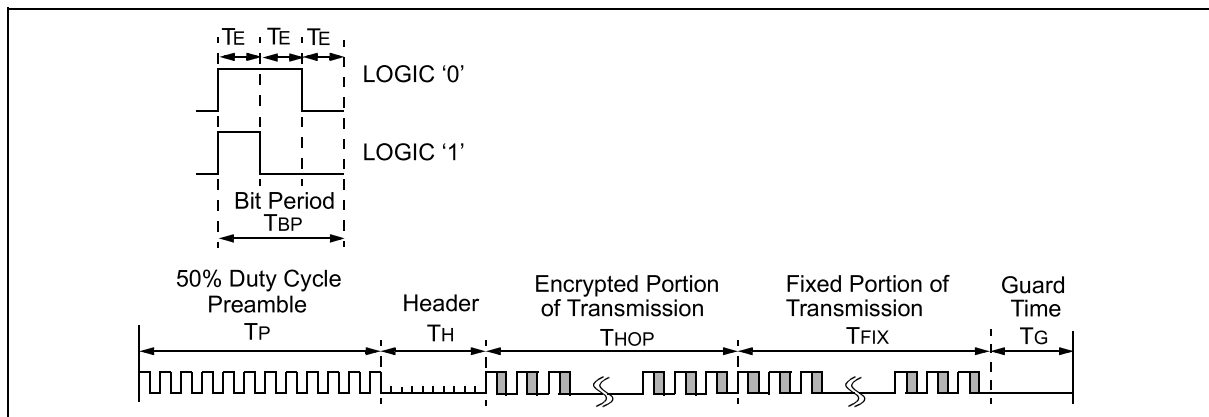 TE TE TE
LOGIC ‘0’
LOGIC ‘1’
Bit Period
TBP
50% Duty Cycle
Preamble
TP
Header
TH
Encrypted Portion
of Transmission
THOP
Fixed Portion of
Transmission
TFIX
Guard
Time
TG